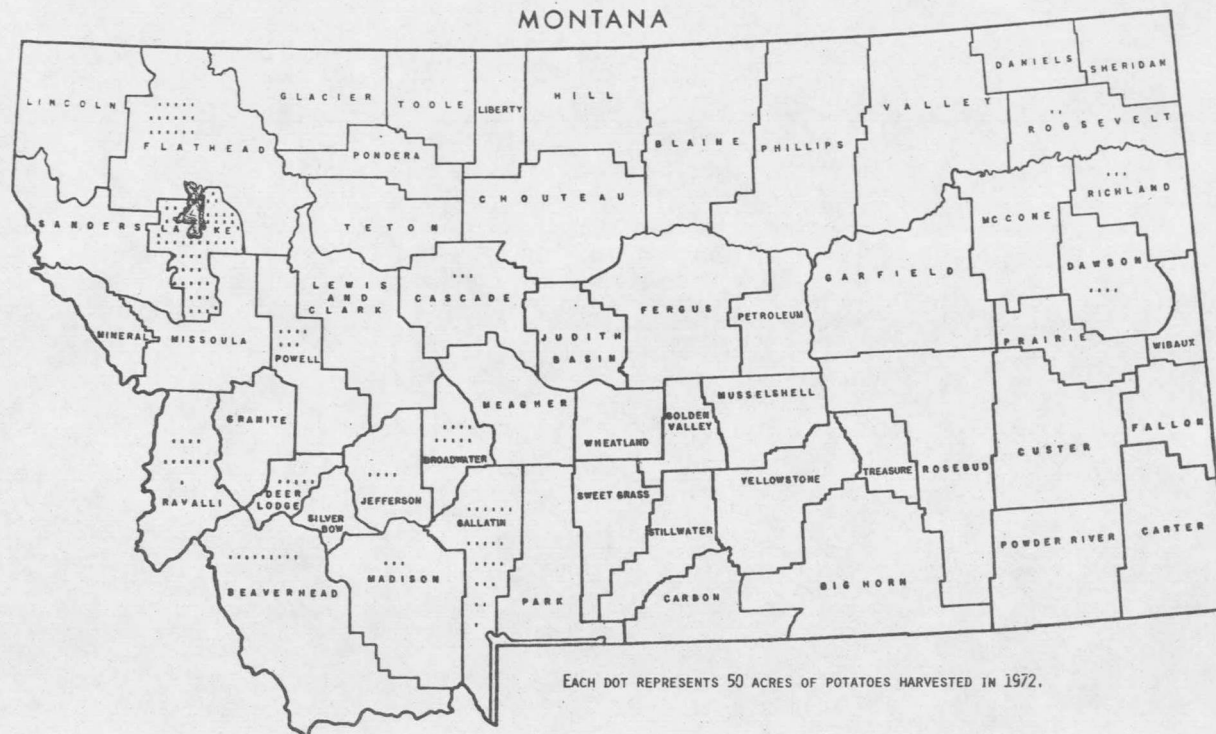 MONTANA
DANIELS
SHERIDAN
LINCOLN
GLACIER
TOOLE
LIBERTY
HILL
BLAINE
PHILLIPS
VALLEY
ROGSEVELT
FLATHEAD
PONDERA
CHOUTEAU
RICHLAND
MCCONE
SANDERS
LAKE
TETON
LEWIS
AND
CLARK
CASCADE
FERGUS
PETROLEUM
GARFIELD
DAWSON
JUDITH
BASIN
PRAIRIE
WIBAUX
MINERAL
MISSOULA
POWELL
MEAGHER
GOLDEN
VALLEY
MUSSELSHELL
GRANITE
BROADWATER
WHEATLAND
FALLON
CUSTER
RAVALLI
DEER
LODGE
JEFFERSON
SWEET GRASS
YELLOWSTONE
TREASURE
ROSEBUD
SILVER
BOW
GALLATIN
STILLWATER
POWDER RIVER
CARTER
BEAVERHEAD
MADISON
PARK
CARBON
BIG HORN
EACH DOT REPRESENTS 50 ACRES OF POTATOES HARVESTED IN 1972.